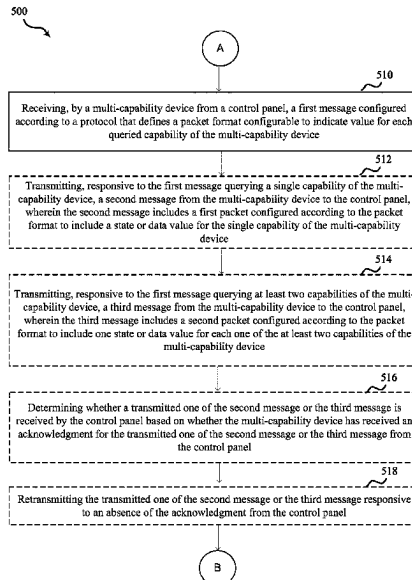 500
A
510
Receiving, by a multi-capability device from a control panel, a first message configured
according to a protocol that defines a packet format configurable to indicate value for each
queried capability of the multi-capability device
512
Transmitting, responsive to the first message querying a single capability of the multi-
capability device, a second message from the multi-capability device to the control panel,
wherein the second message includes a first packet configured according to the packet
format to include a state or data value for the single capability of the multi-capability
device
514
Transmitting, responsive to the first message querying at least two capabilities of the multi-
capability device, a third message from the multi-capability device to the control panel,
wherein the third message includes a second packet configured according to the packet
format to include one state or data value for each one of the at least two capabilities of the
multi-capability device
516
Determining whether a transmitted one of the second message or the third message is
received by the control panel based on whether the multi-capability device has received an
acknowledgment for the transmitted one of the second message or the third message from
the control panel
518
Retransmitting the transmitted one of the second message or the third message responsive
to an absence of the acknowledgment from the control panel
B